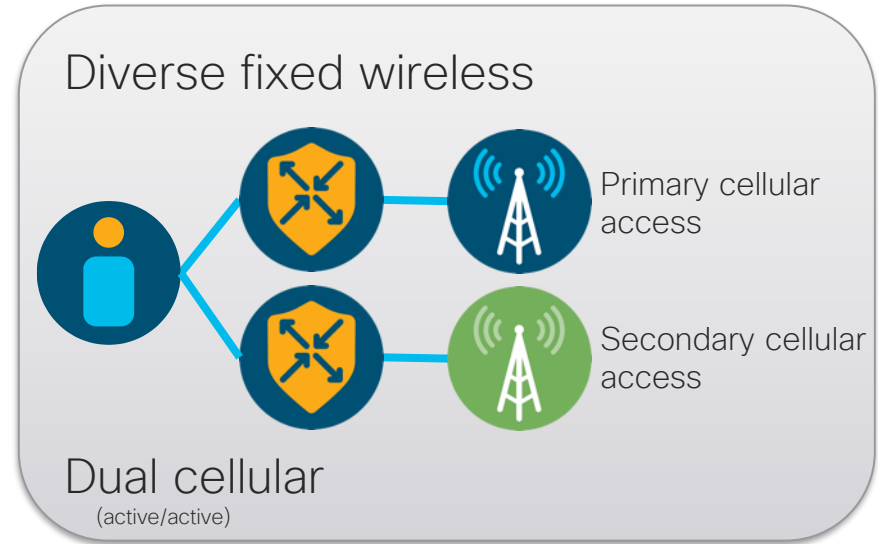 Diverse fixed wireless
Primary cellular
access
Secondary cellular
access
Dual cellular
(active/active)